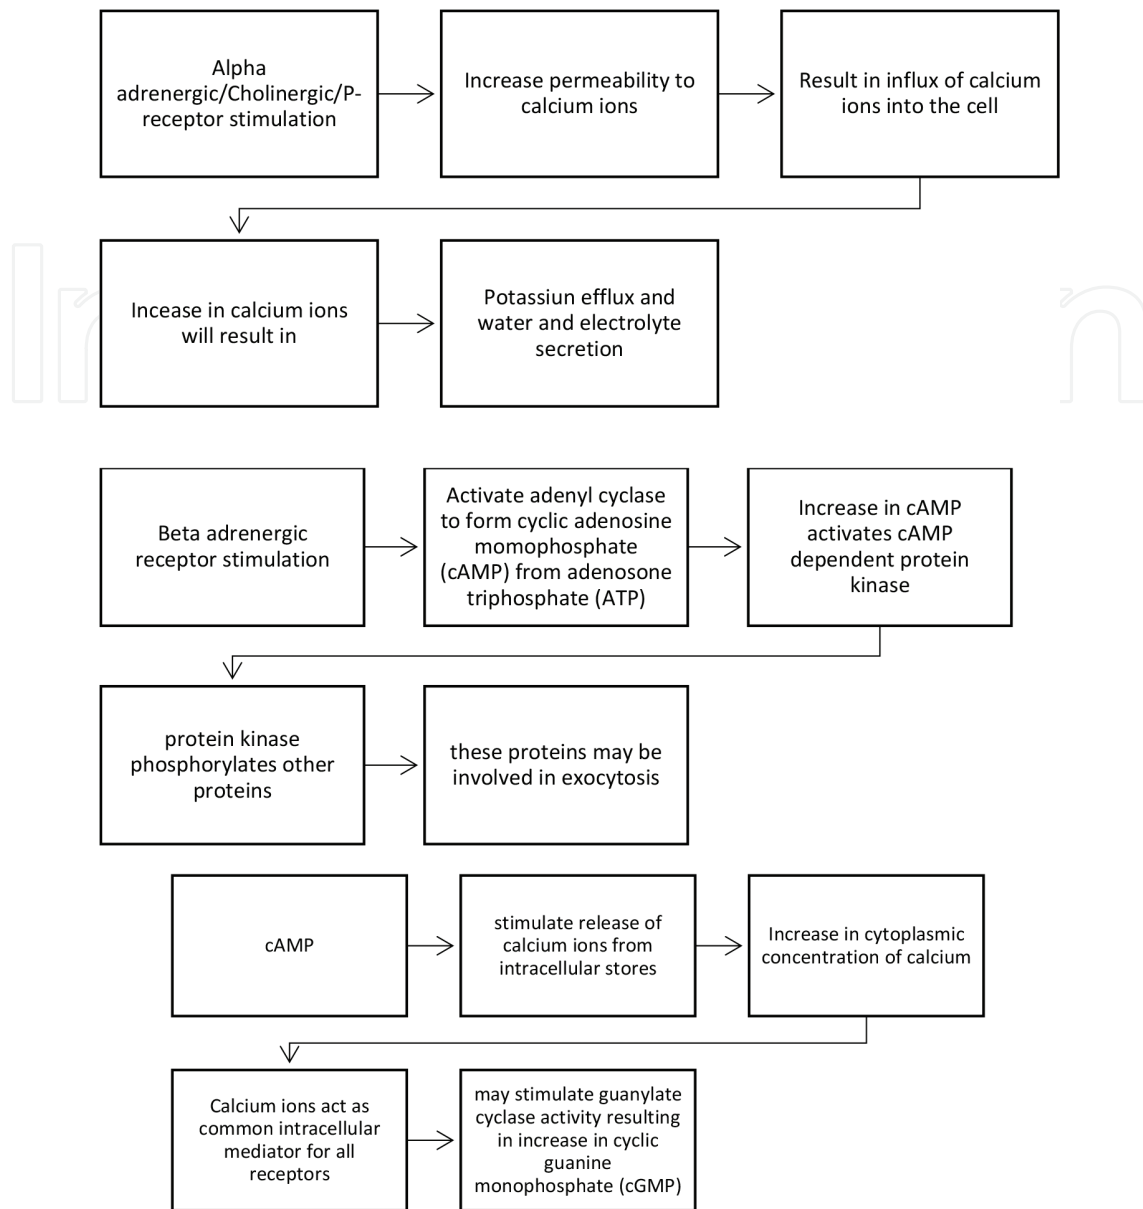 Alpha
adrenergic/Cholinergic/P-
receptor stimulation
Increase permeability to
calcium ions
Result in influx of calcium
ions into the cell
Incease in calcium ions
will result in
Potassiun efflux and
water and electrolyte
secretion
Beta adrenergic
receptor stimulation
Activate adenyl cyclase
to form cyclic adenosine
momophosphate
(cAMP) from adenosone
triphosphate (ATP)
Increase in cAMP
activates cAMP
dependent protein
kinase
protein kinase
phosphorylates other
proteins
these proteins may be
involved in exocytosis
cAMP
stimulate release of
calcium ions from
intracellular stores
Increase in cytoplasmic
concentration of calcium
Calcium ions act as
common intracellular
mediator for all
receptors
may stimulate guanylate
cyclase activity resulting
in increase in cyclic
guanine
monophosphate (cGMP)